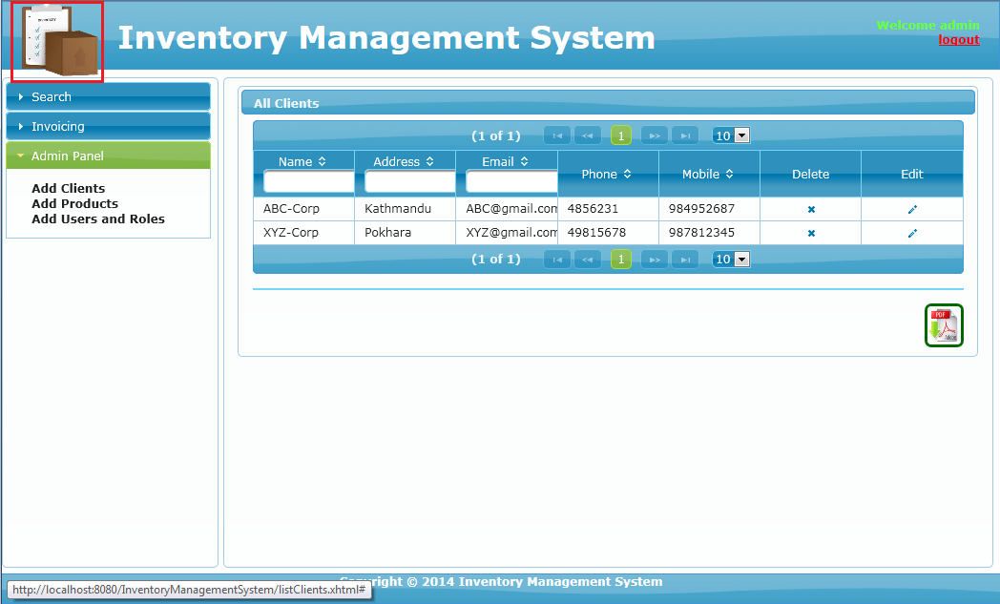 INVENTORY
Inventory Management System
Welcome admin
logout
Search
Invoicing
Admin Panel
Add Clients
Add Products
Add Users and Roles
All Clients
(1 of 1) 1 10
Name Address Email Phone Mobile Delete Edit
ABC-Corp Kathmandu ABC@gmail.com 4856231 984952687
XYZ-Corp Pokhara XYZ@gmail.com 49815678 987812345
(1 of 1) 1 10
PDF
Adobe
Copyright © 2014 Inventory Management System
http://localhost:8080/InventoryManagementSystem/listClients.xhtml#